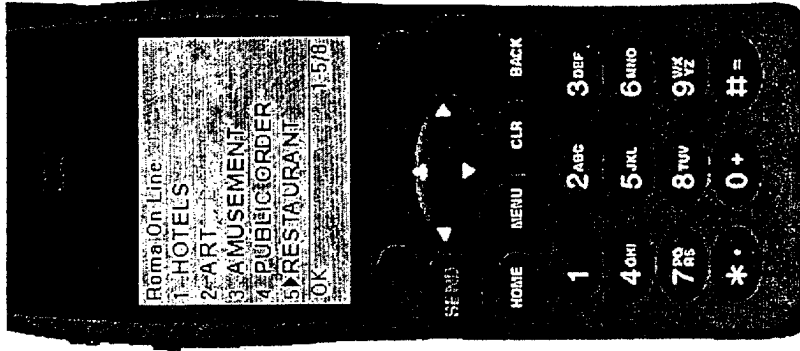 Roma On Line
1 HOTELS
2 ART
3 AMUSEMENT
4 PUBLIC ORDER
5▶RESTAURANT
OK 1-5/8
SEND
HOME MENU CLR BACK
1 2ABC 3DEF
4GHI 5JKL 6MNO
7PQRS 8TUV 9WXYZ
*· 0+ #=